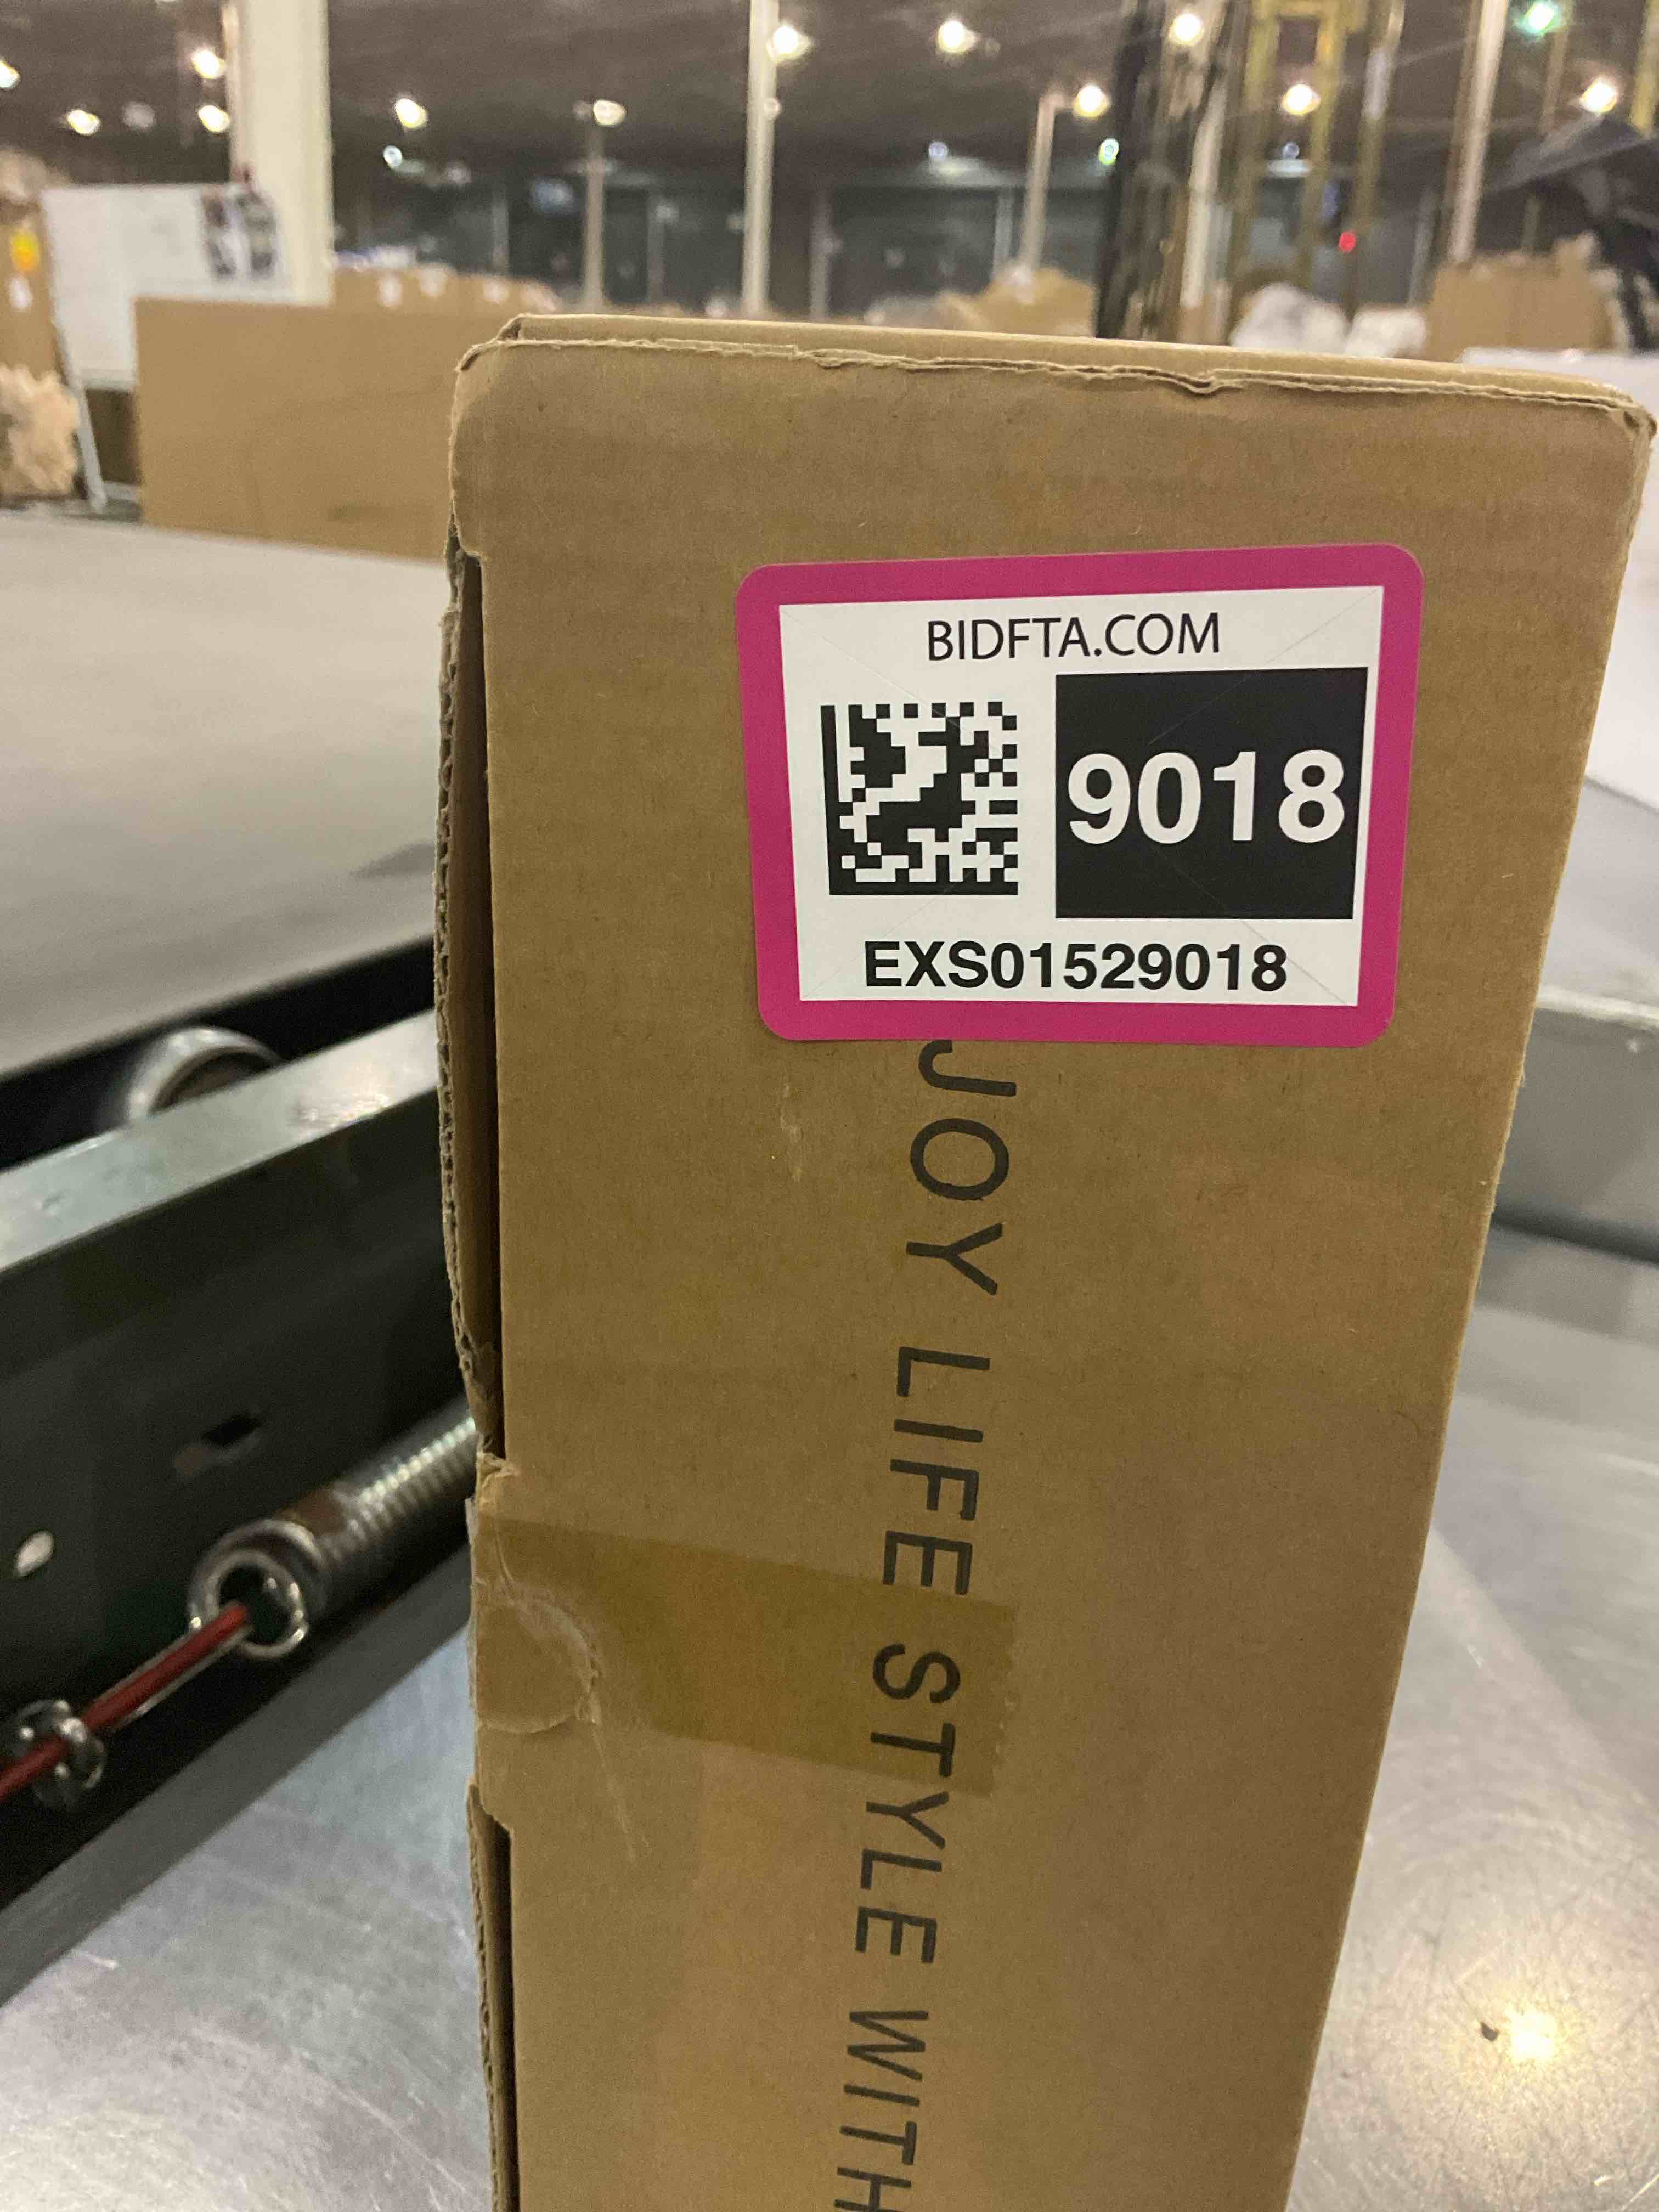 BIDFTA.COM
9018
EXS01529018
JOY LIFE STYLE WITH